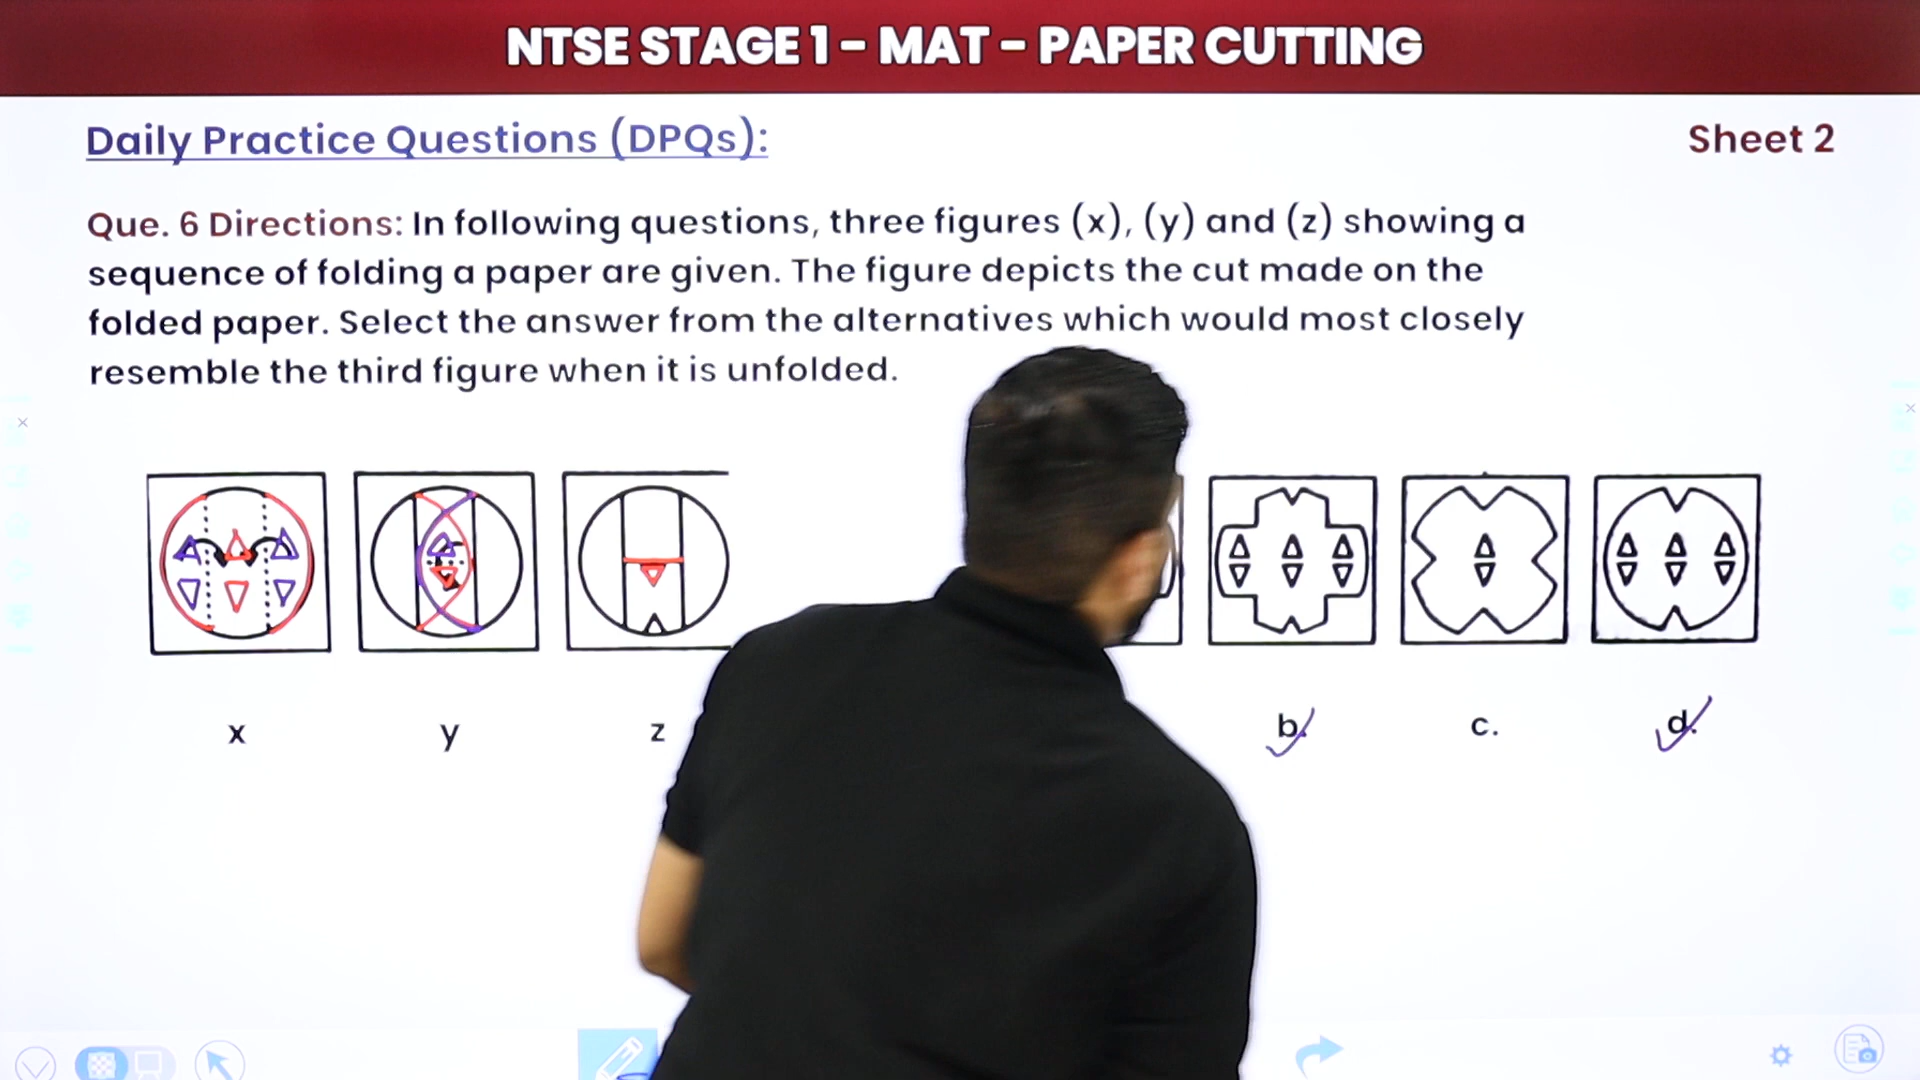 NTSE STAGE 1 – MAT – PAPER CUTTING
Daily Practice Questions (DPQs):
Sheet 2
Que. 6 Directions: In following questions, three figures (x), (y) and (z) showing a
sequence of folding a paper are given. The figure depicts the cut made on the
folded paper. Select the answer from the alternatives which would most closely
resemble the third figure when it is unfolded.
x y z b. c. d.